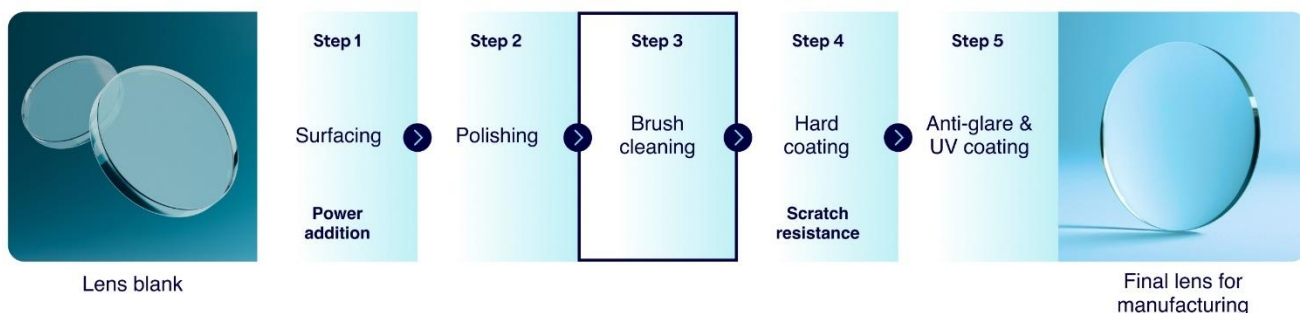 Step 1
Surfacing
Power
addition
Step 2
Polishing
Step 3
Brush
cleaning
Step 4
Hard
coating
Scratch
resistance
Step 5
Anti-glare &
UV coating
Lens blank
Final lens for
manufacturing